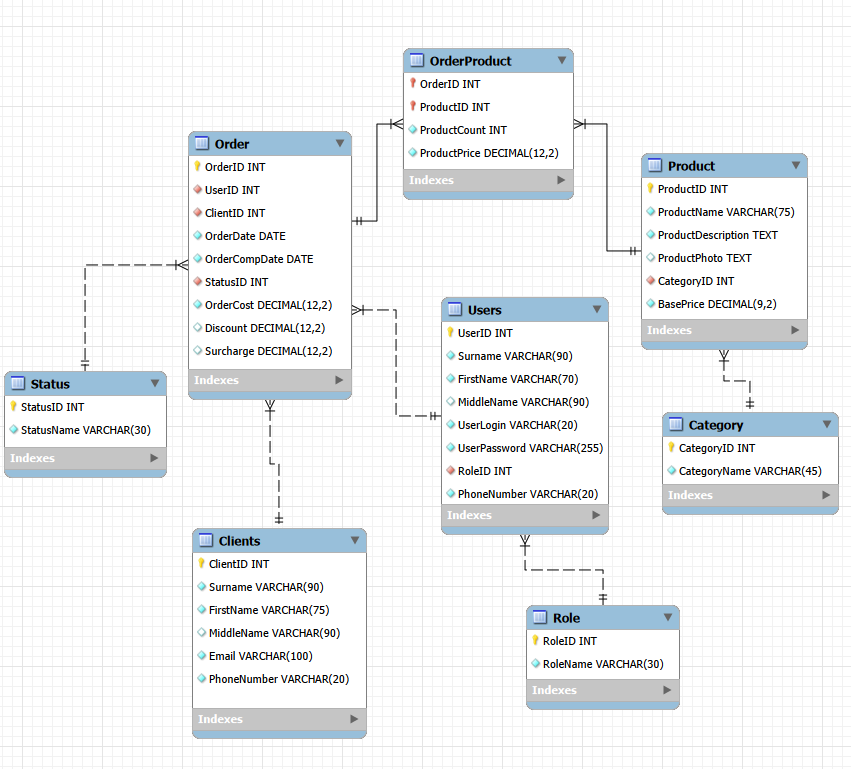 OrderProduct
OrderID INT
ProductID INT
ProductCount INT
ProductPrice DECIMAL(12,2)
Indexes
Order
OrderID INT
UserID INT
ClientID INT
OrderDate DATE
OrderCompDate DATE
StatusID INT
OrderCost DECIMAL(12,2)
Discount DECIMAL(12,2)
Surcharge DECIMAL(12,2)
Indexes
Product
ProductID INT
ProductName VARCHAR(75)
ProductDescription TEXT
ProductPhoto TEXT
CategoryID INT
BasePrice DECIMAL(9,2)
Indexes
Users
UserID INT
Surname VARCHAR(90)
FirstName VARCHAR(70)
MiddleName VARCHAR(90)
UserLogin VARCHAR(20)
UserPassword VARCHAR(255)
RoleID INT
PhoneNumber VARCHAR(20)
Indexes
Status
StatusID INT
StatusName VARCHAR(30)
Indexes
Category
CategoryID INT
CategoryName VARCHAR(45)
Indexes
Clients
ClientID INT
Surname VARCHAR(90)
FirstName VARCHAR(75)
MiddleName VARCHAR(90)
Email VARCHAR(100)
PhoneNumber VARCHAR(20)
Indexes
Role
RoleID INT
RoleName VARCHAR(30)
Indexes